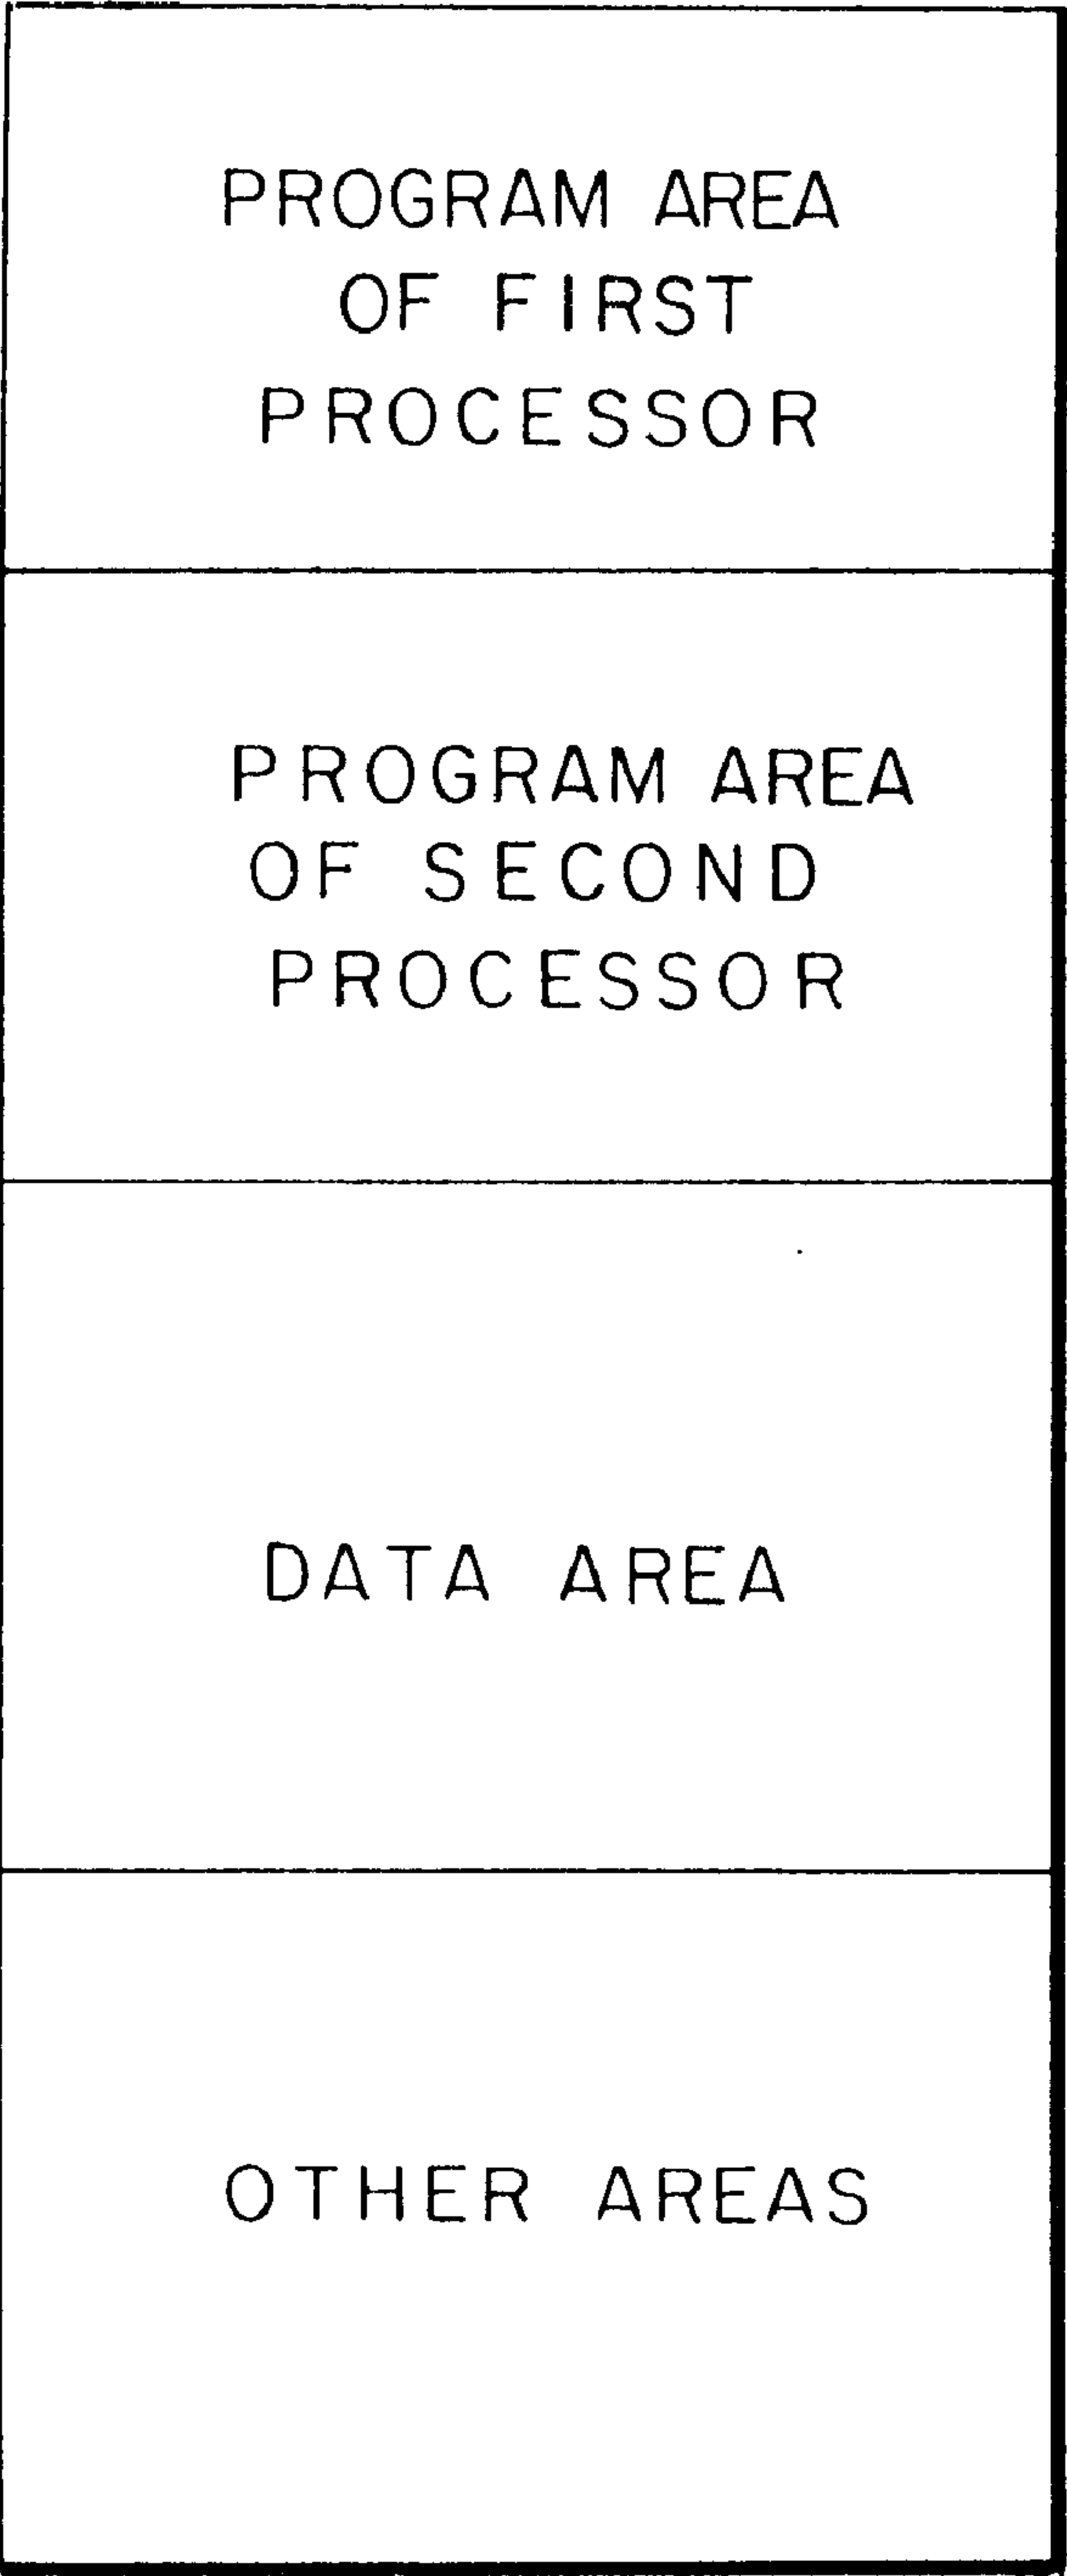 PROGRAM AREA
OF FIRST
PROCESSOR
PROGRAM AREA
OF SECOND
PROCESSOR
DATA AREA
OTHER AREAS